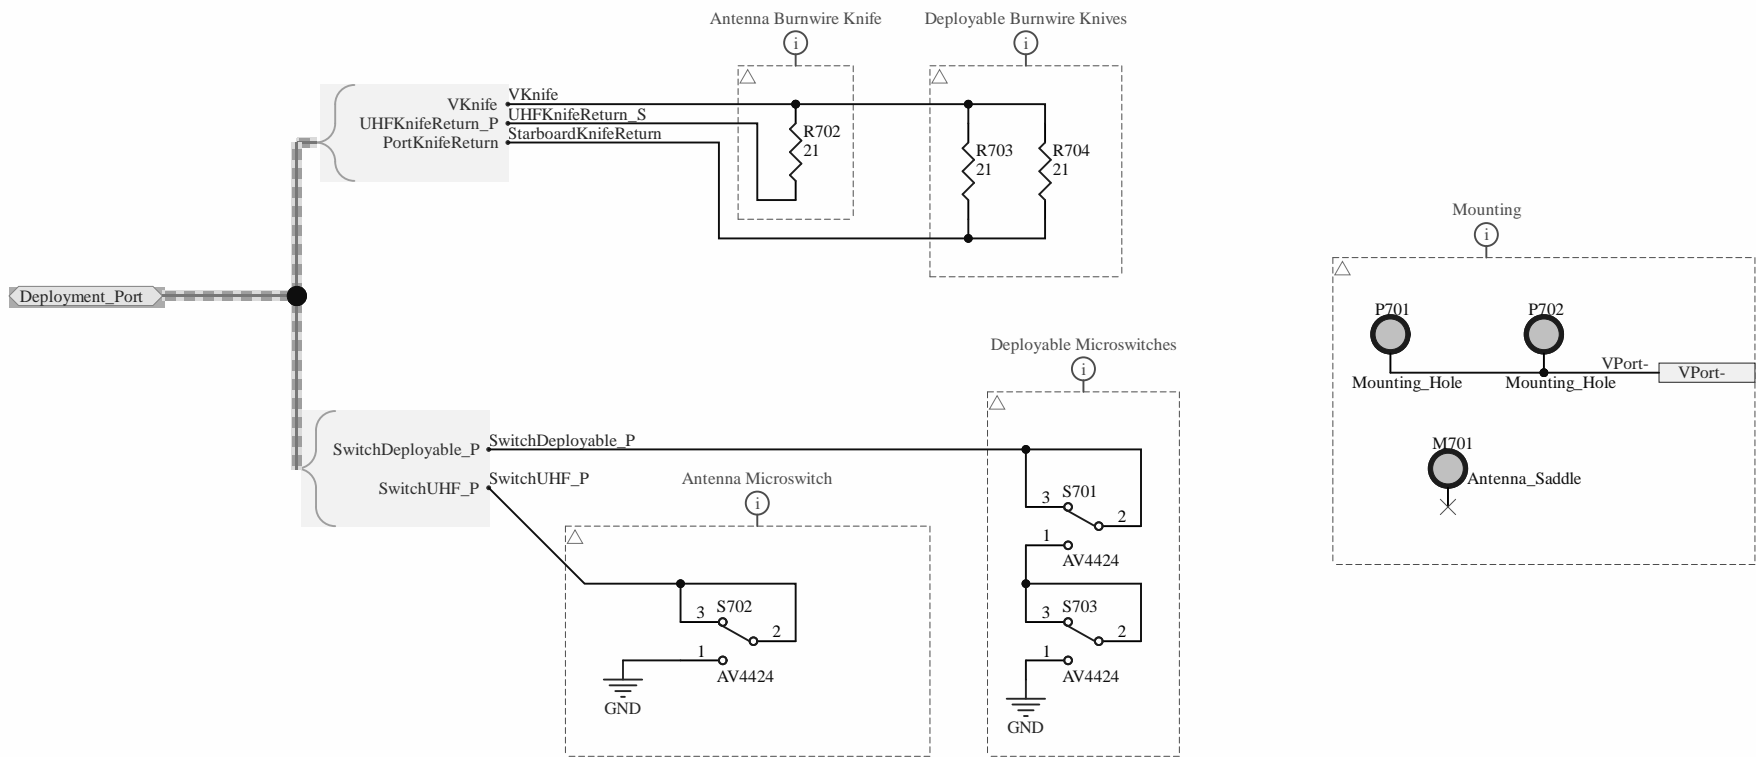 Antenna Burnwire Knife
i
Deployable Burnwire Knives
i
VKnife
UHFKnifeReturn_P
PortKnifeReturn
VKnife
UHFKnifeReturn_S
StarboardKnifeReturn
R702
21
R703
21
R704
21
Deployment_Port
Mounting
i
P701
Mounting_Hole
P702
Mounting_Hole
VPort-
VPort-
M701
Antenna_Saddle
Deployable Microswitches
i
SwitchDeployable_P
SwitchUHF_P
SwitchDeployable_P
SwitchUHF_P
Antenna Microswitch
i
3
S701
2
1
AV4424
3
S703
2
1
AV4424
GND
3
S702
2
1
AV4424
GND